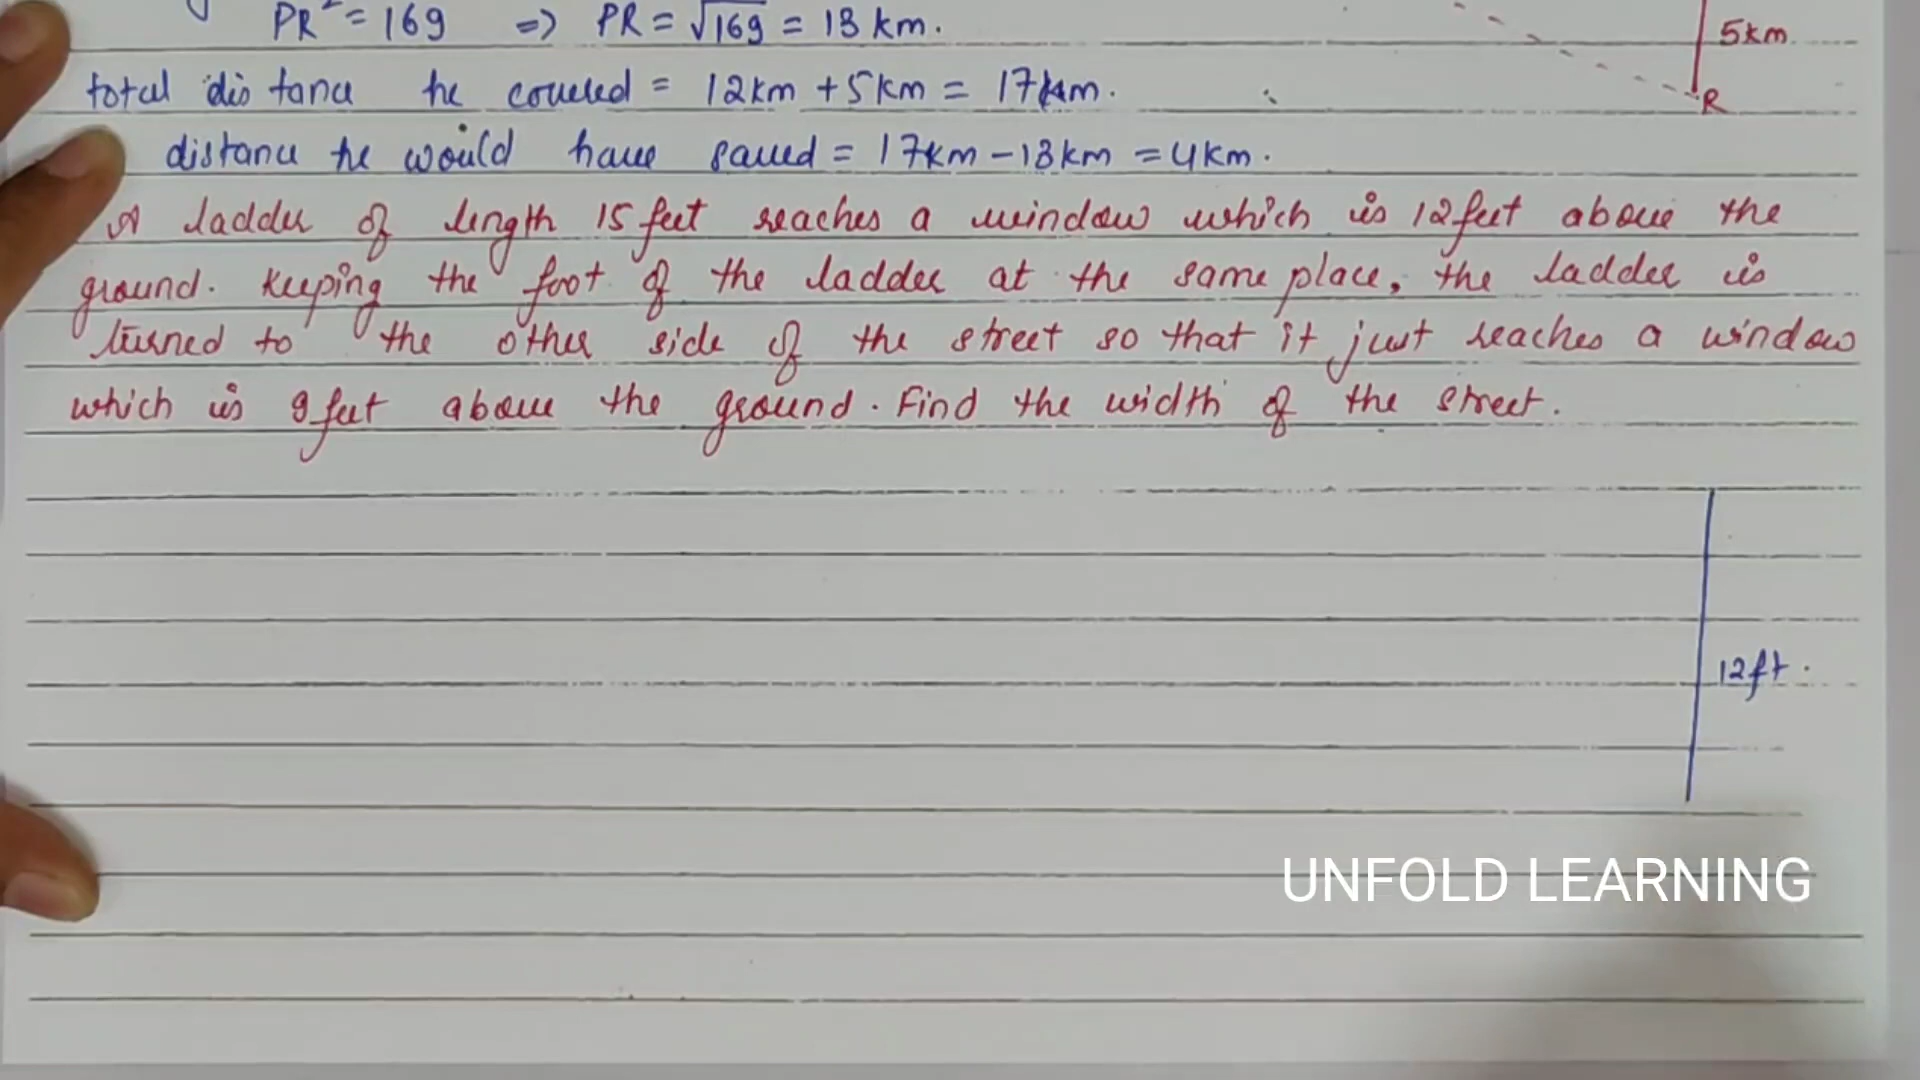 PR² = 169 => PR = √169 = 13 km.
5km
R
total distance he covered = 12km + 5km = 17km.
distance he would have saved = 17km - 13km = 4km.
A ladder of length 15 feet reaches a window which is 12 feet above the
ground. Keeping the foot of the ladder at the same place, the ladder is
turned to the other side of the street so that it just reaches a window
which is 9 feet above the ground. Find the width of the street.
12ft.
UNFOLD LEARNING